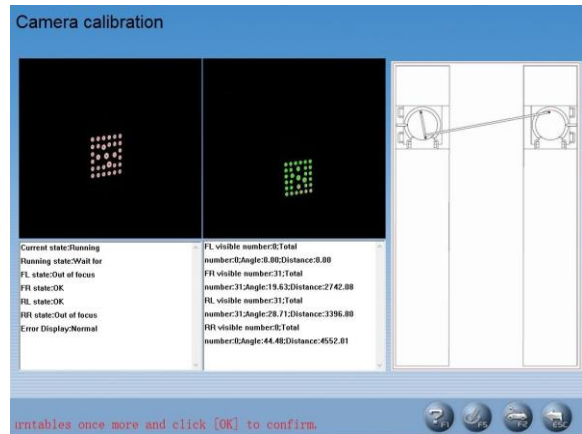 Camera calibration
Current state:Running
Running state:Wait for
FL state:Out of focus
FR state:OK
RL state:OK
RR state:Out of focus
Error Display:Normal
FL visible number:0;Total
number:0;Angle:0.00;Distance:0.00
FR visible number:31;Total
number:31;Angle:19.63;Distance:2742.08
RL visible number:31;Total
number:31;Angle:28.71;Distance:3396.80
RR visible number:0;Total
number:0;Angle:44.48;Distance:4552.01
urntables once more and click [OK] to confirm.
F1
F5
F2
ESC